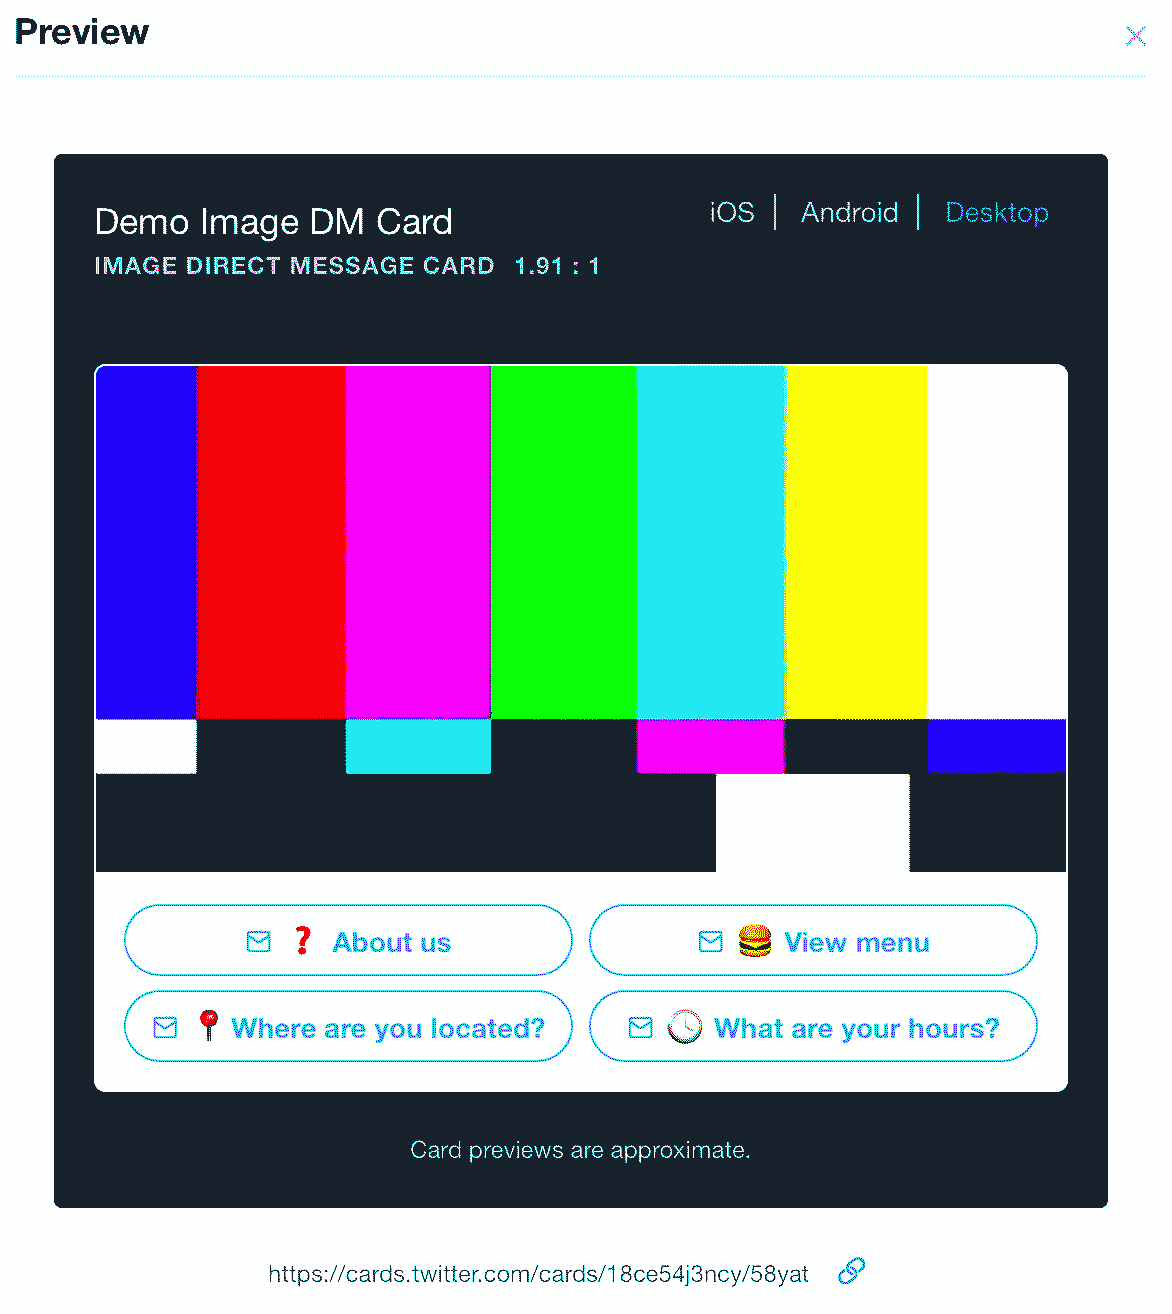 Preview
Demo Image DM Card
iOS | Android | Desktop
IMAGE DIRECT MESSAGE CARD 1.91 : 1
❓ About us
🍔 View menu
📍 Where are you located?
🕓 What are your hours?
Card previews are approximate.
https://cards.twitter.com/cards/18ce54j3ncy/58yat